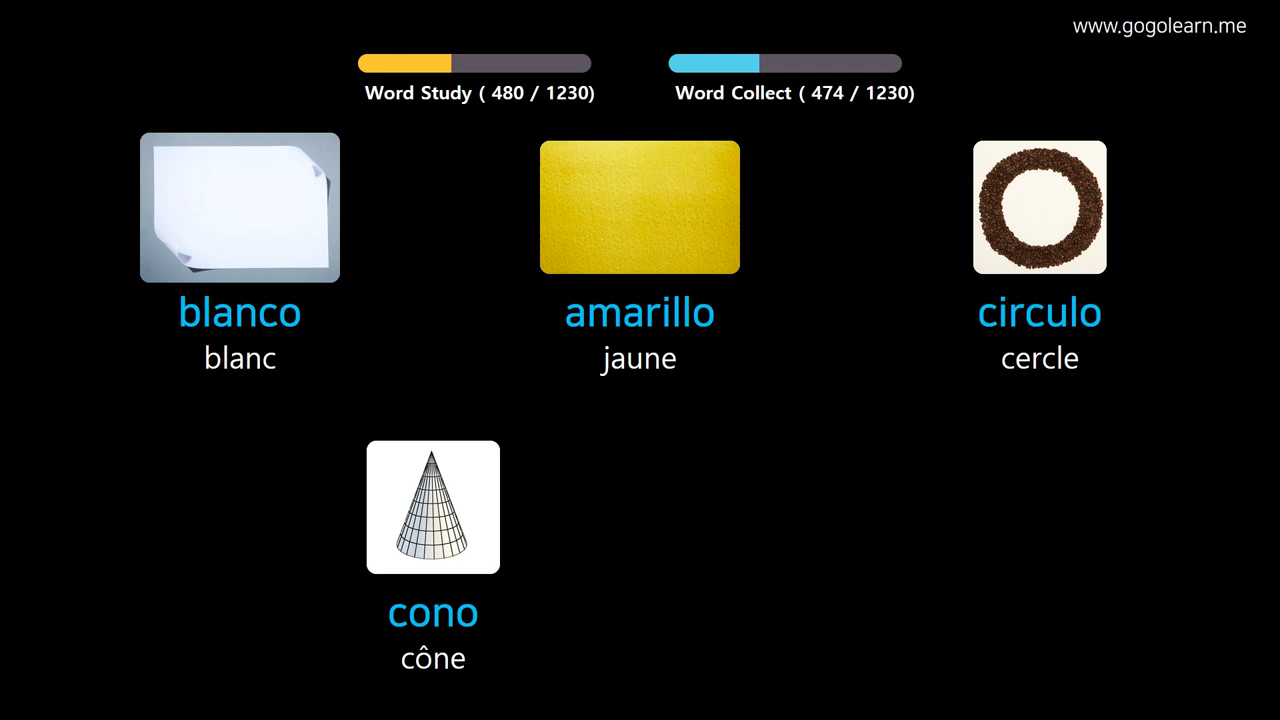 www.gogolearn.me
Word Study ( 480 / 1230)
Word Collect ( 474 / 1230)
blanco
blanc
amarillo
jaune
circulo
cercle
cono
cône